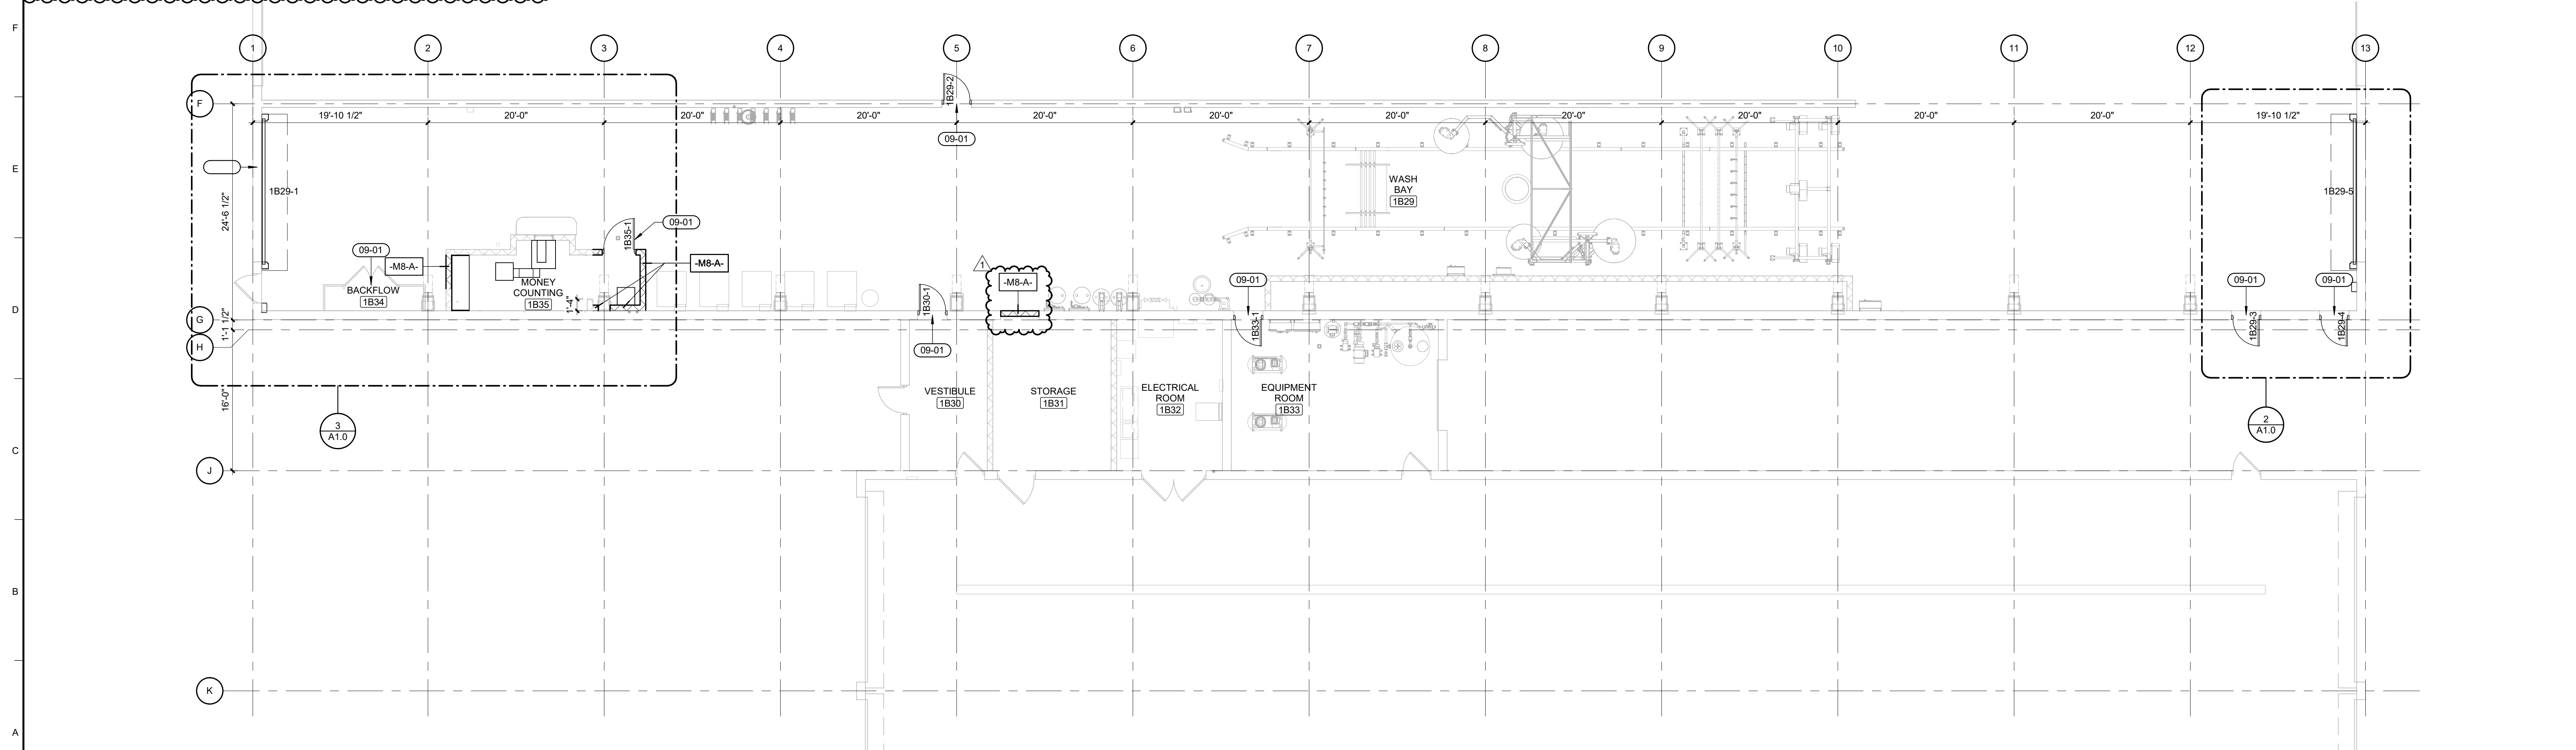 F
1
2
3
4
5
6
7
8
9
10
11
12
13
1B29-2
F
19'-10 1/2"
20'-0"
20'-0"
20'-0"
20'-0"
20'-0"
20'-0"
20'-0"
20'-0"
20'-0"
20'-0"
19'-10 1/2"
09-01
E
WASH
BAY
1B29
1B29-1
1B29-5
24'-6 1/2"
09-01
1B35-1
09-01
-M8-A-
-M8-A-
1
-M8-A-
BACKFLOW
1B34
MONEY
COUNTING
1B35
1'-4"
1B30-1
09-01
09-01
09-01
D
G
1'-1 1/2"
H
1B33-1
1B29-3
1B29-4
09-01
16'-0"
VESTIBULE
1B30
STORAGE
1B31
ELECTRICAL
ROOM
1B32
EQUIPMENT
ROOM
1B33
3
A1.0
2
A1.0
C
J
B
K
A